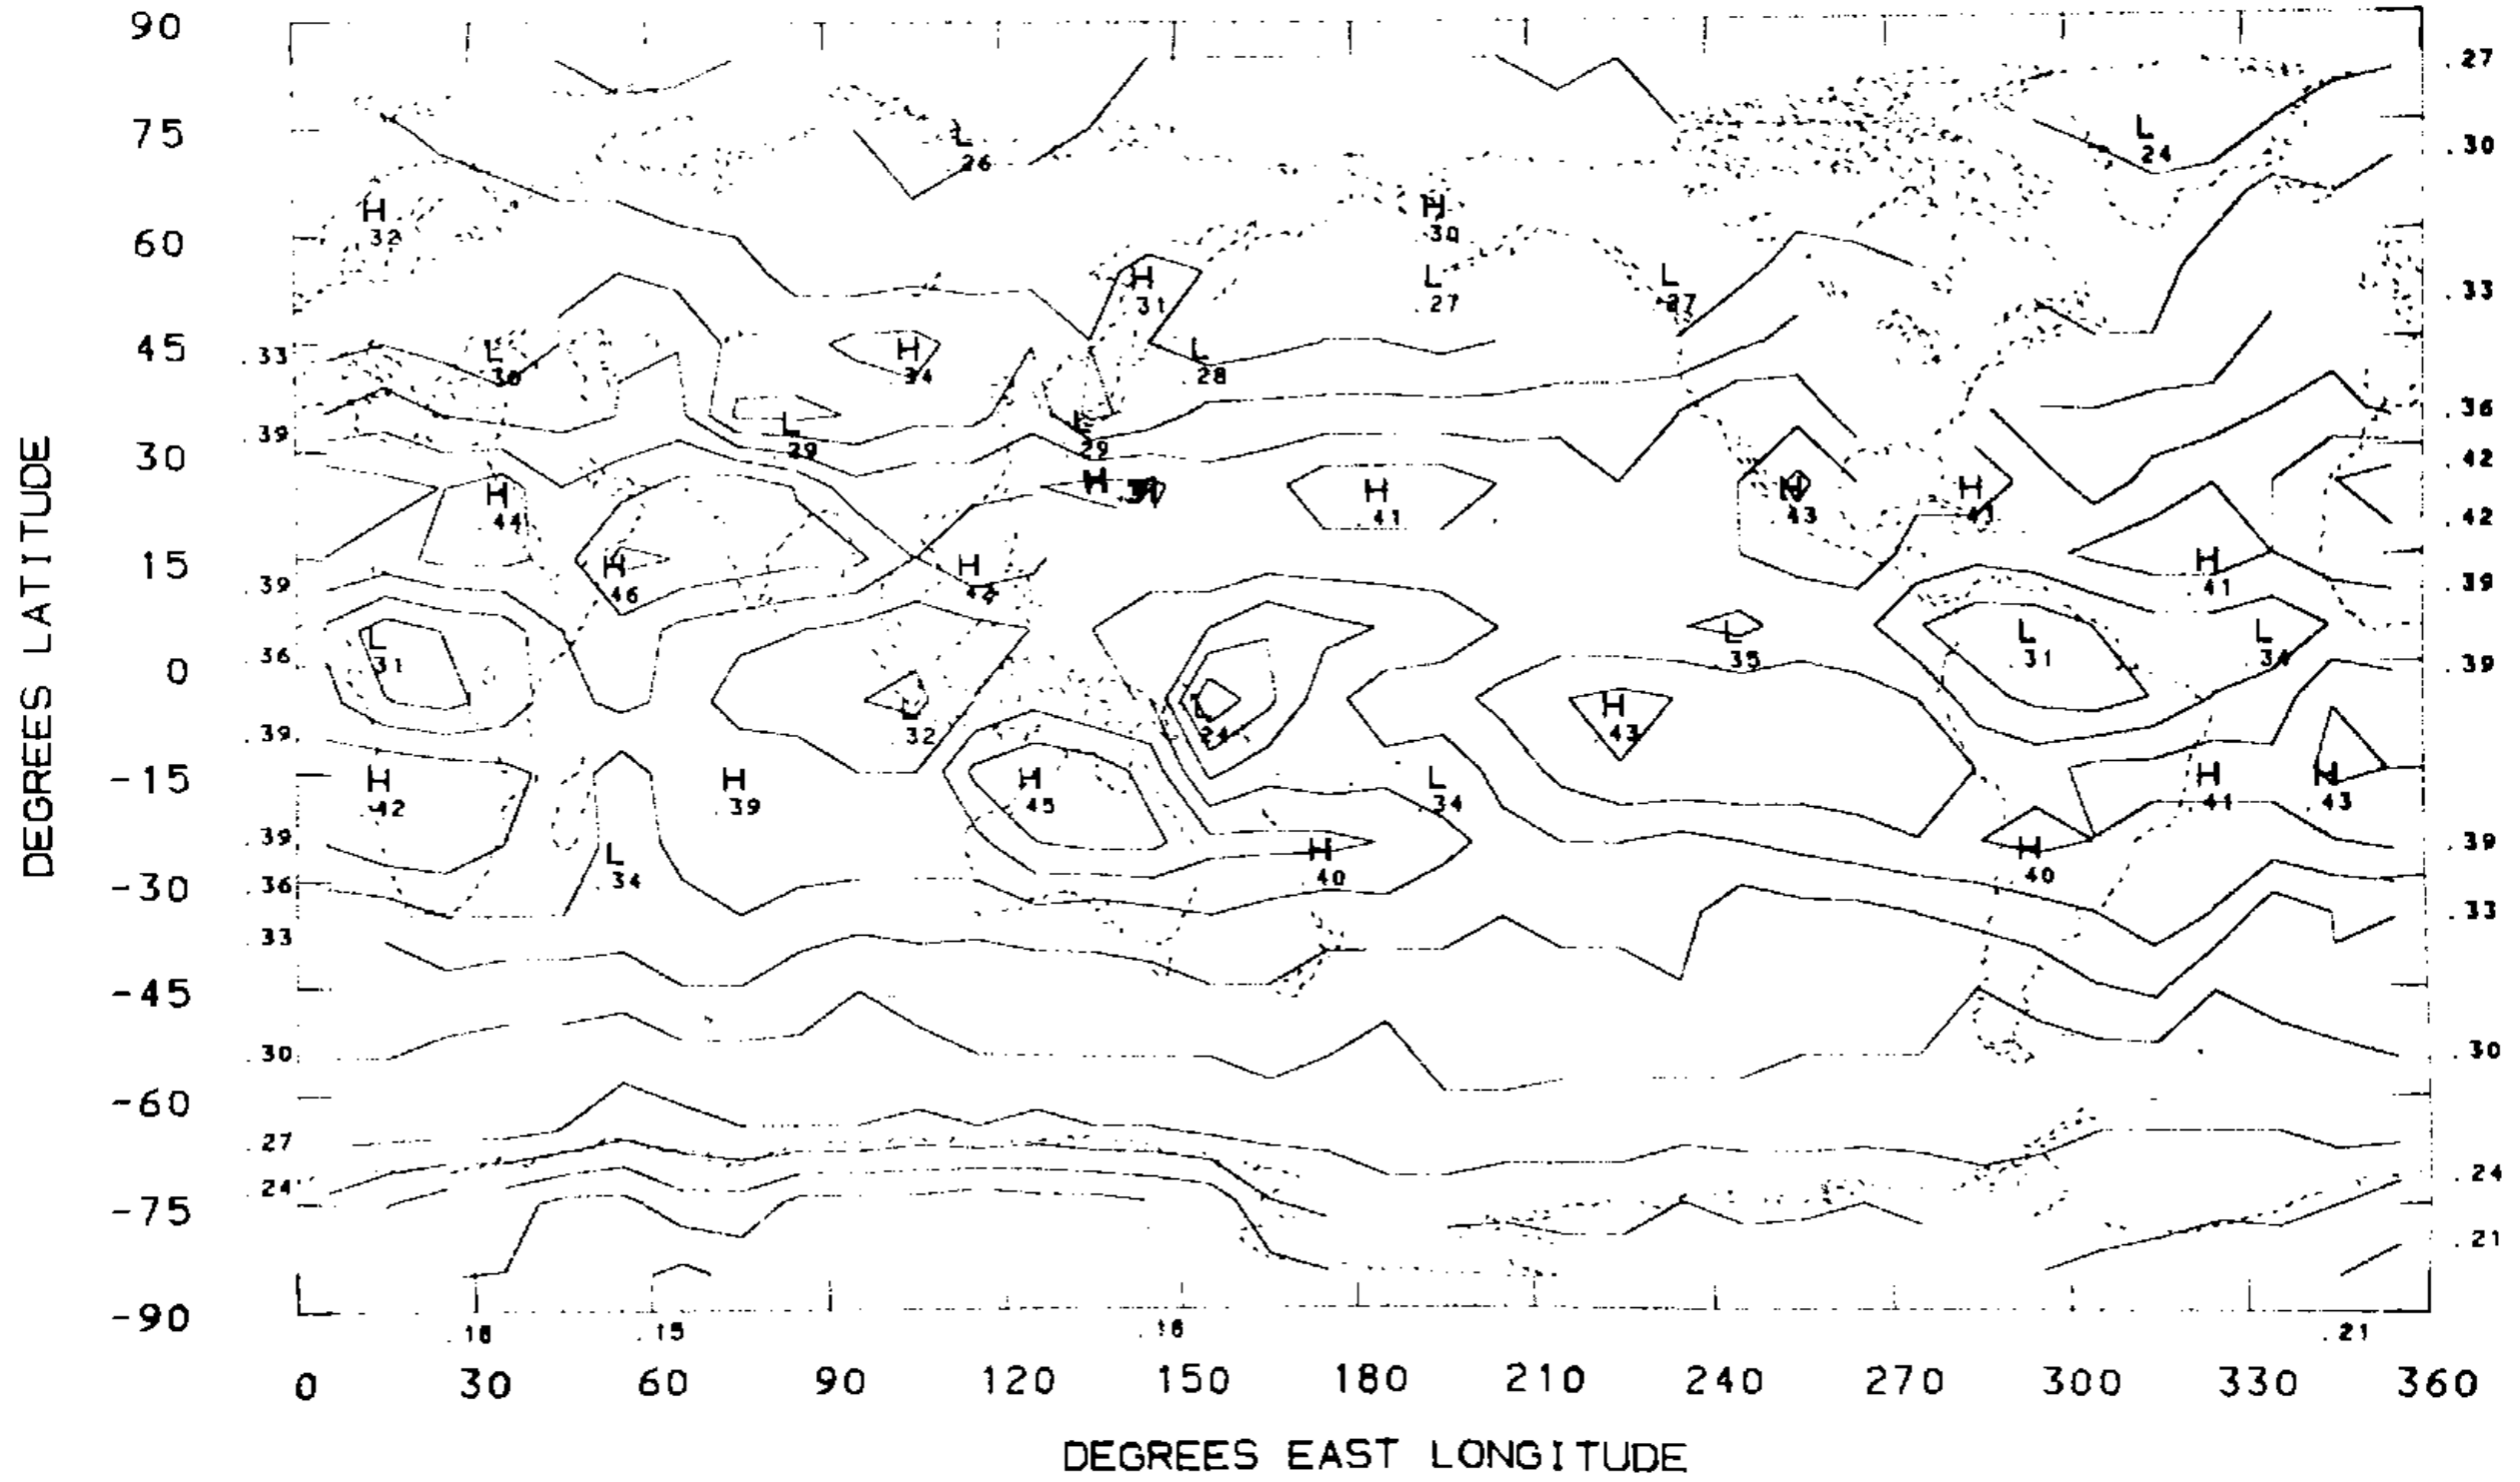 90
.27
75
L
.26
L
.24
.30
H
.32
H
.30
60
H
.31
L
.27
L
.27
.33
45
.33
L
.30
H
.34
L
.28
.36
.39
L
.29
L
.29
30
.42
H
.44
H
H
.41
H
.43
H
.41
.42
15
H
.46
H
.42
H
.41
.39
.39
L
.31
L
.35
L
.31
L
.34
.36
0
.39
L
.32
L
.24
H
.43
.39
-15
H
.42
H
.39
H
.45
L
.34
H
.41
H
.43
.39
L
.34
H
.40
H
.40
.39
-30
.36
.33
.33
-45
.30
.30
-60
.27
.24
.24
-75
.21
-90
.18
.15
.16
.21
0 30 60 90 120 150 180 210 240 270 300 330 360
DEGREES EAST LONGITUDE
DEGREES LATITUDE